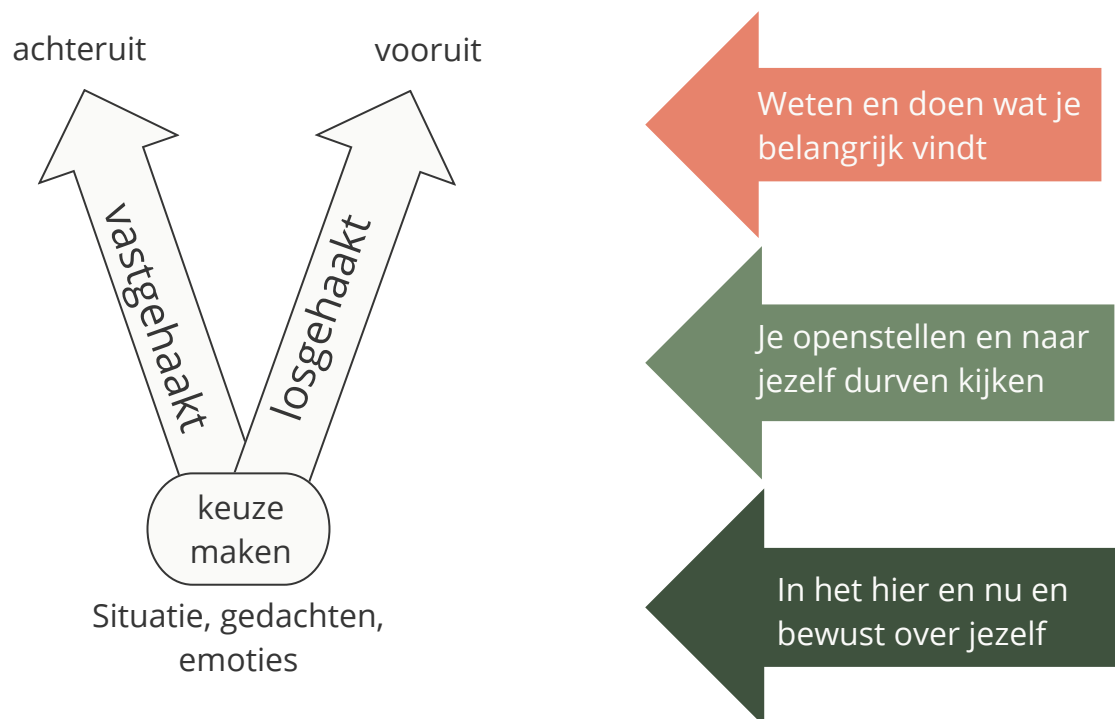 achteruit
vooruit
vastgehaakt
losgehaakt
keuze
maken
Situatie, gedachten,
emoties
Weten en doen wat je
belangrijk vindt
Je openstellen en naar
jezelf durven kijken
In het hier en nu en
bewust over jezelf